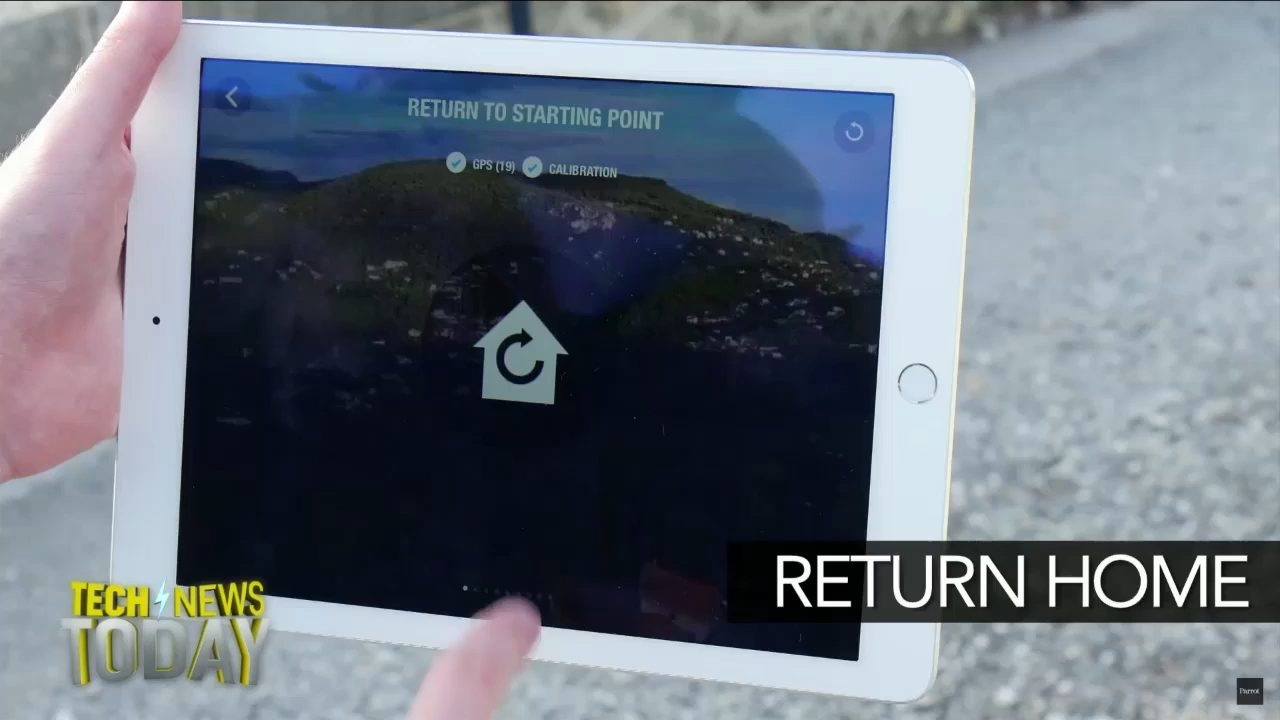 RETURN TO STARTING POINT
GPS (19) CALIBRATION
RETURN HOME
TECH NEWS
TODAY
Parrot